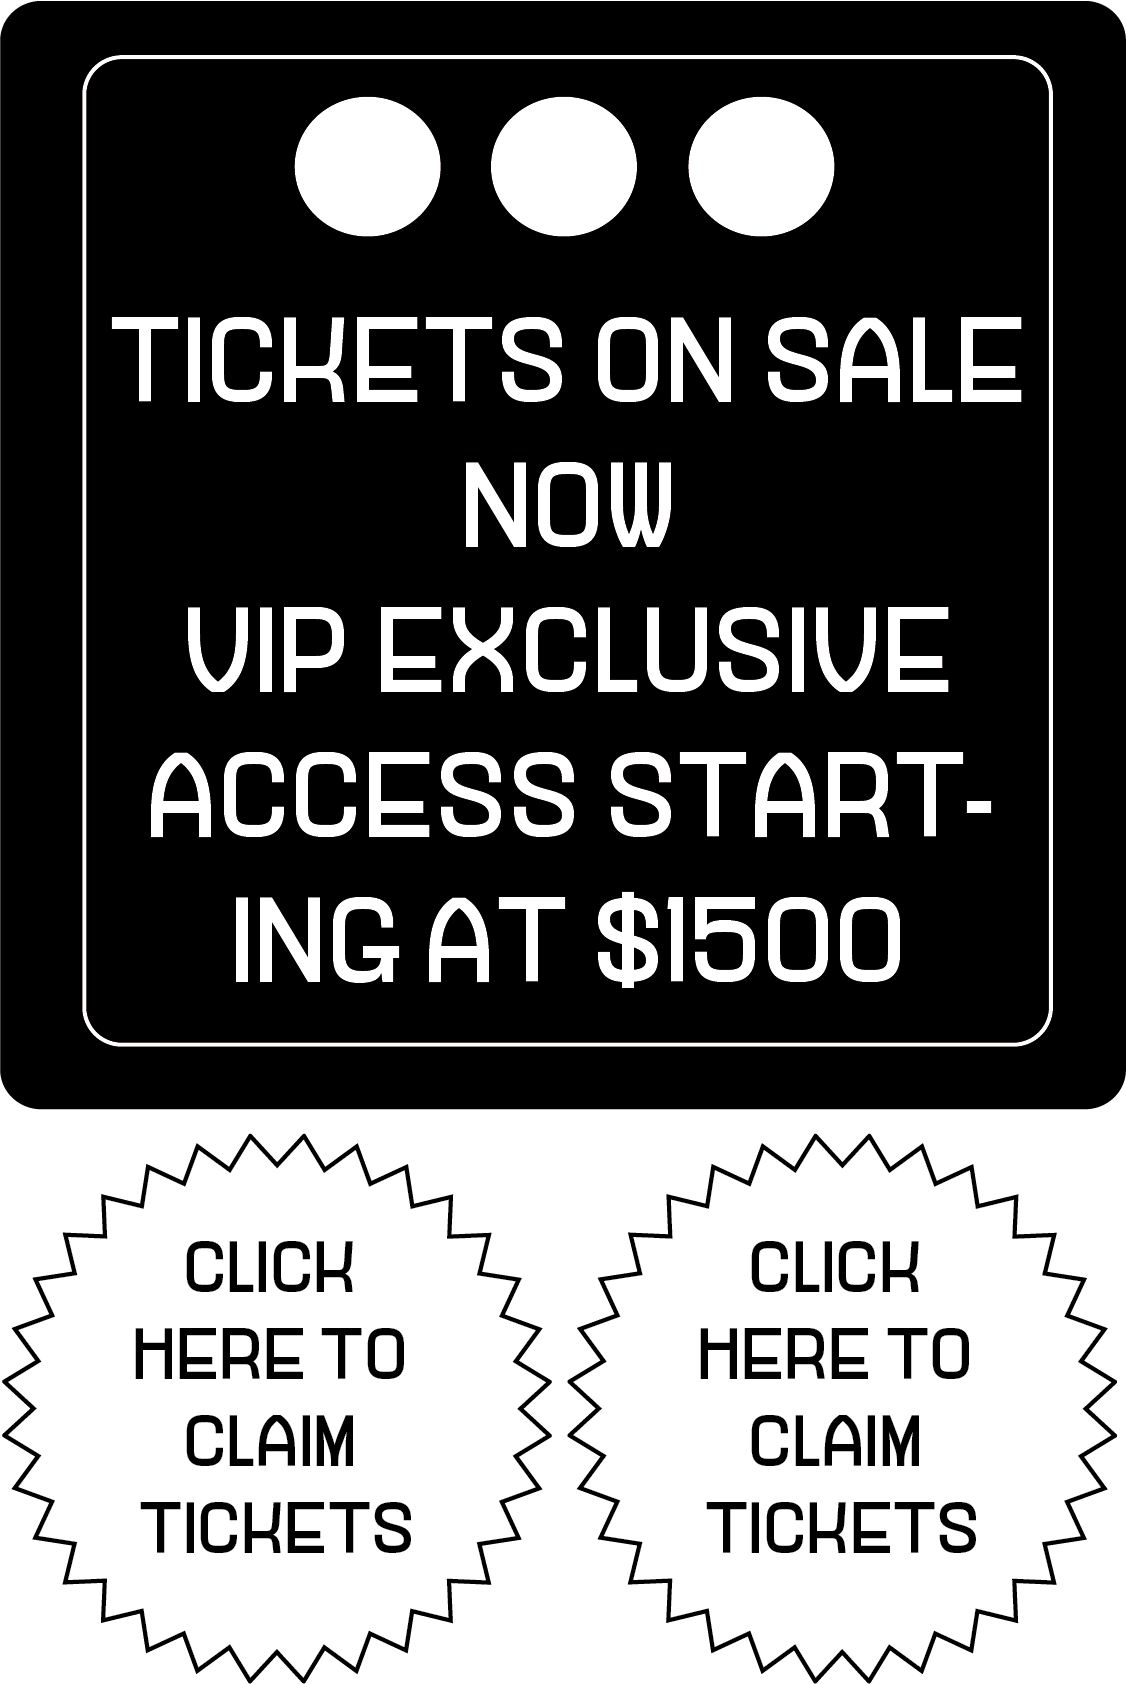 TICKETS ON SALE
NOW
VIP EXCLUSIVE
ACCESS START-
ING AT $1500
CLICK
HERE TO
CLAIM
TICKETS
CLICK
HERE TO
CLAIM
TICKETS